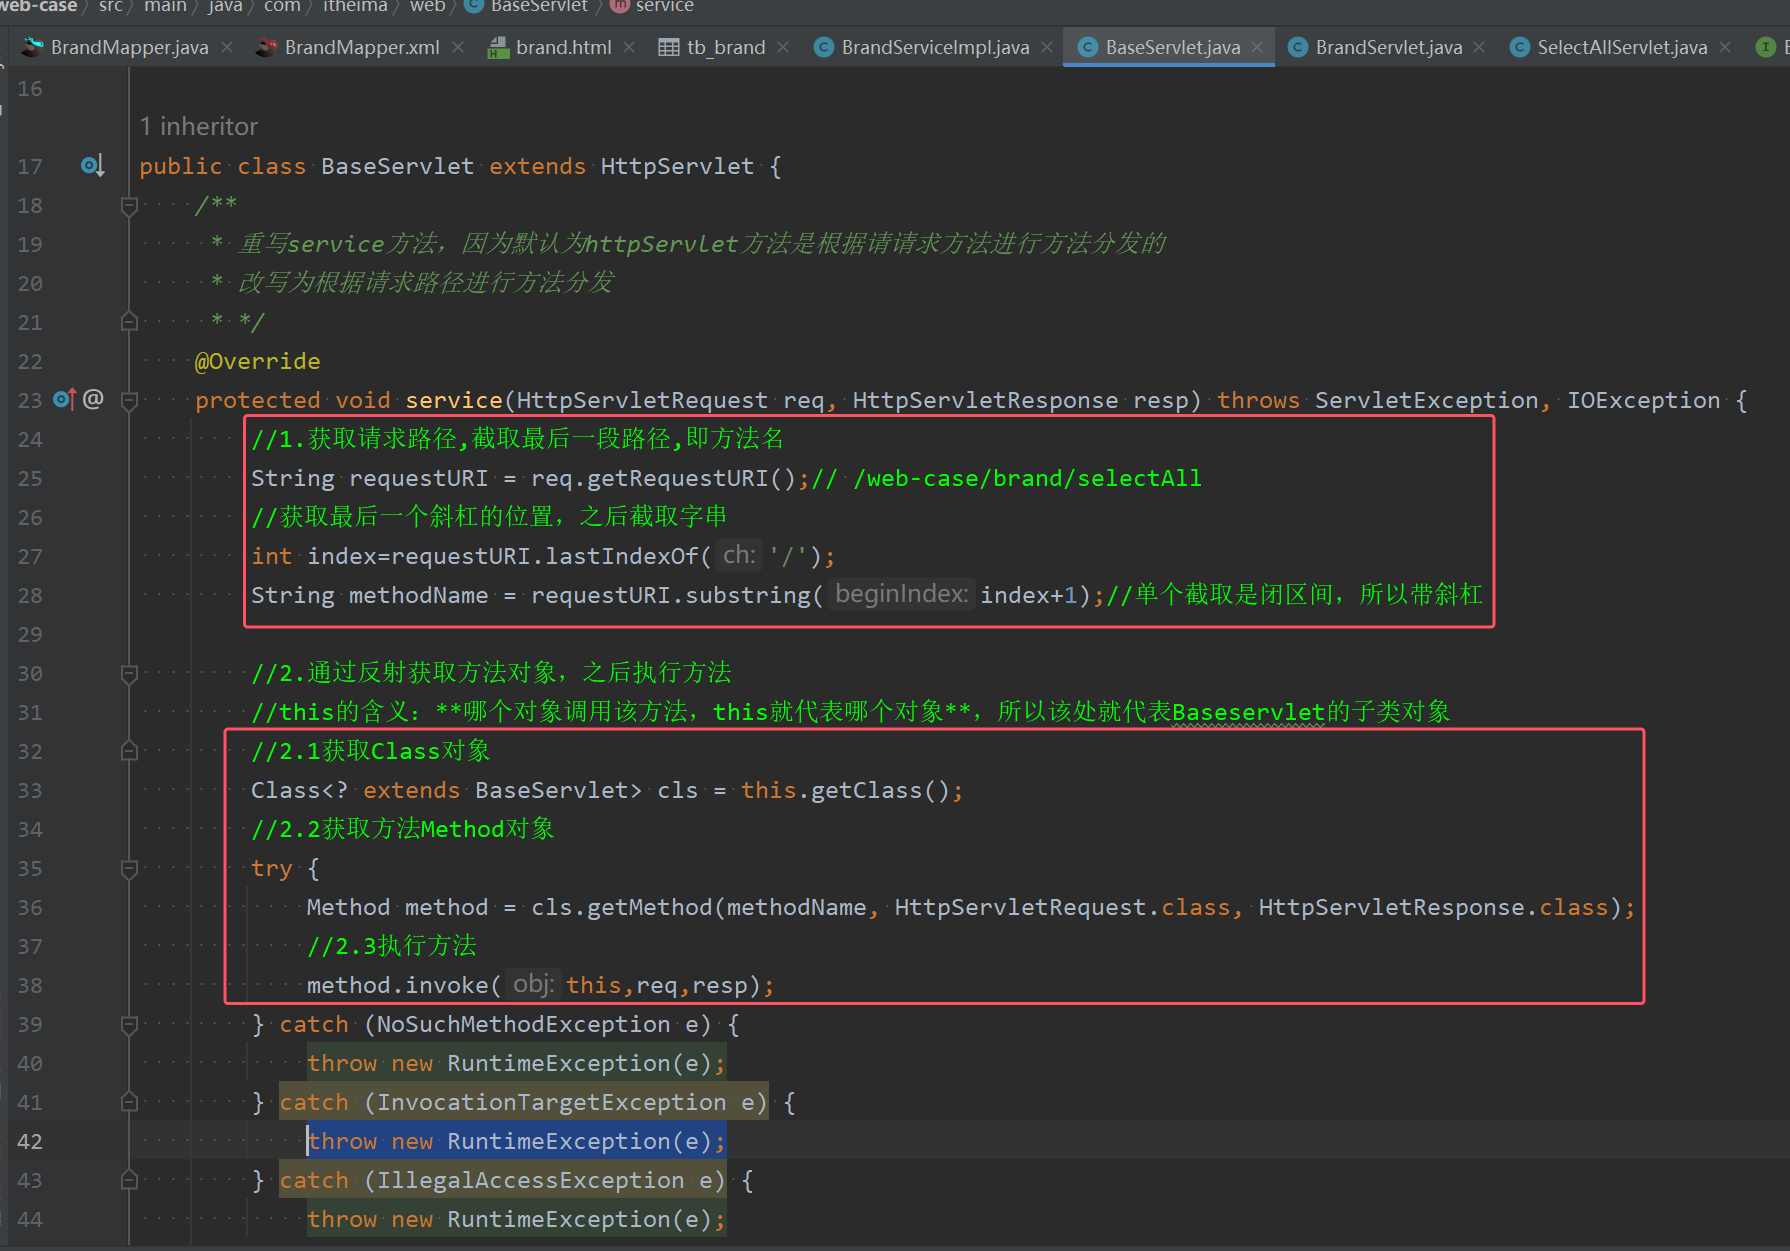 web-case › src › main › java › com › itheima › web › BaseServlet › service
BrandMapper.java × BrandMapper.xml × brand.html × tb_brand × BrandServiceImpl.java × BaseServlet.java × BrandServlet.java × SelectAllServlet.java ×
16
1 inheritor
17 public class BaseServlet extends HttpServlet {
18 /**
19 * 重写service方法，因为默认为httpServlet方法是根据请请求方法进行方法分发的
20 * 改写为根据请求路径进行方法分发
21 * */
22 @Override
23 @ protected void service(HttpServletRequest req, HttpServletResponse resp) throws ServletException, IOException {
24 //1.获取请求路径,截取最后一段路径,即方法名
25 String requestURI = req.getRequestURI();// /web-case/brand/selectAll
26 //获取最后一个斜杠的位置，之后截取字串
27 int index=requestURI.lastIndexOf( ch: '/');
28 String methodName = requestURI.substring( beginIndex: index+1);//单个截取是闭区间，所以带斜杠
29
30 //2.通过反射获取方法对象，之后执行方法
31 //this的含义：**哪个对象调用该方法，this就代表哪个对象**，所以该处就代表Baseservlet的子类对象
32 //2.1获取Class对象
33 Class<? extends BaseServlet> cls = this.getClass();
34 //2.2获取方法Method对象
35 try {
36 Method method = cls.getMethod(methodName, HttpServletRequest.class, HttpServletResponse.class);
37 //2.3执行方法
38 method.invoke( obj: this,req,resp);
39 } catch (NoSuchMethodException e) {
40 throw new RuntimeException(e);
41 } catch (InvocationTargetException e) {
42 throw new RuntimeException(e);
43 } catch (IllegalAccessException e) {
44 throw new RuntimeException(e);